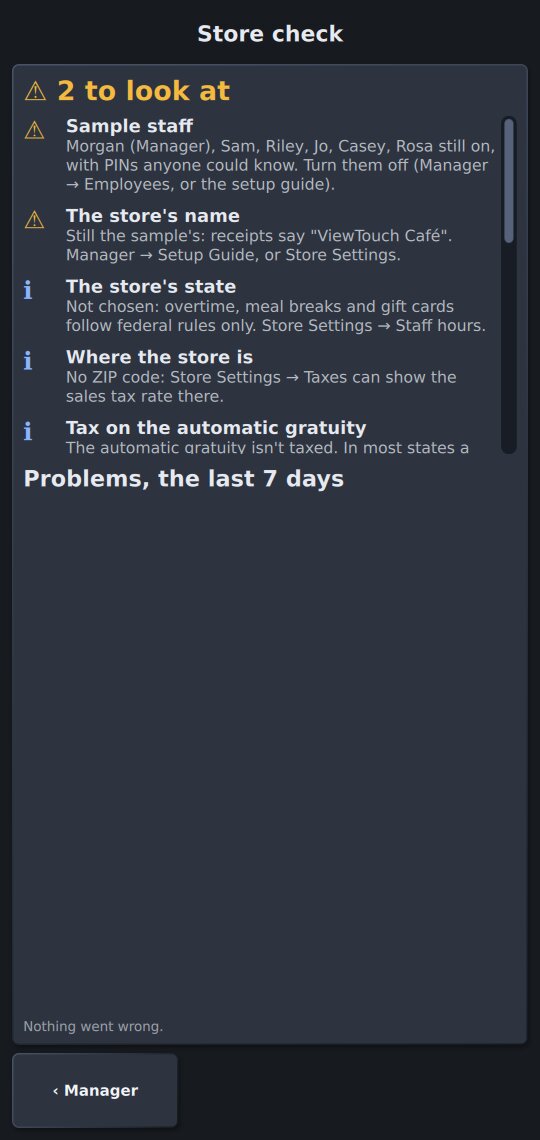 Store check
⚠ 2 to look at
⚠ Sample staff
Morgan (Manager), Sam, Riley, Jo, Casey, Rosa still on,
with PINs anyone could know. Turn them off (Manager
→ Employees, or the setup guide).
⚠ The store's name
Still the sample's: receipts say "ViewTouch Café".
Manager → Setup Guide, or Store Settings.
i The store's state
Not chosen: overtime, meal breaks and gift cards
follow federal rules only. Store Settings → Staff hours.
i Where the store is
No ZIP code: Store Settings → Taxes can show the
sales tax rate there.
i Tax on the automatic gratuity
The automatic gratuity isn't taxed. In most states a
Problems, the last 7 days
Nothing went wrong.
‹ Manager